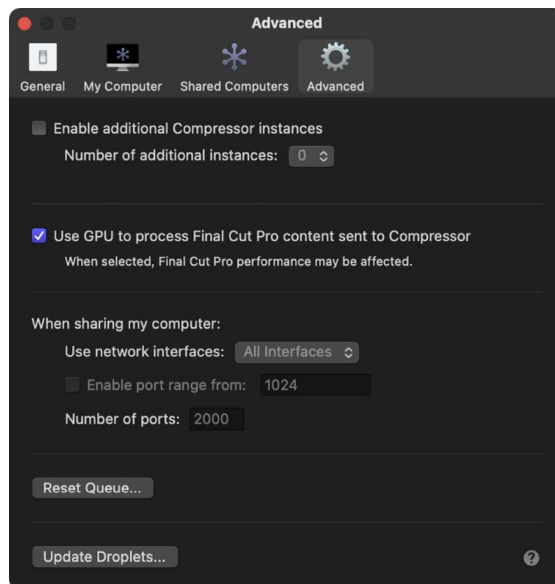 Advanced
General
My Computer
Shared Computers
Advanced
Enable additional Compressor instances
Number of additional instances: 0
Use GPU to process Final Cut Pro content sent to Compressor
When selected, Final Cut Pro performance may be affected.
When sharing my computer:
Use network interfaces: All Interfaces
Enable port range from: 1024
Number of ports: 2000
Reset Queue...
Update Droplets...
?